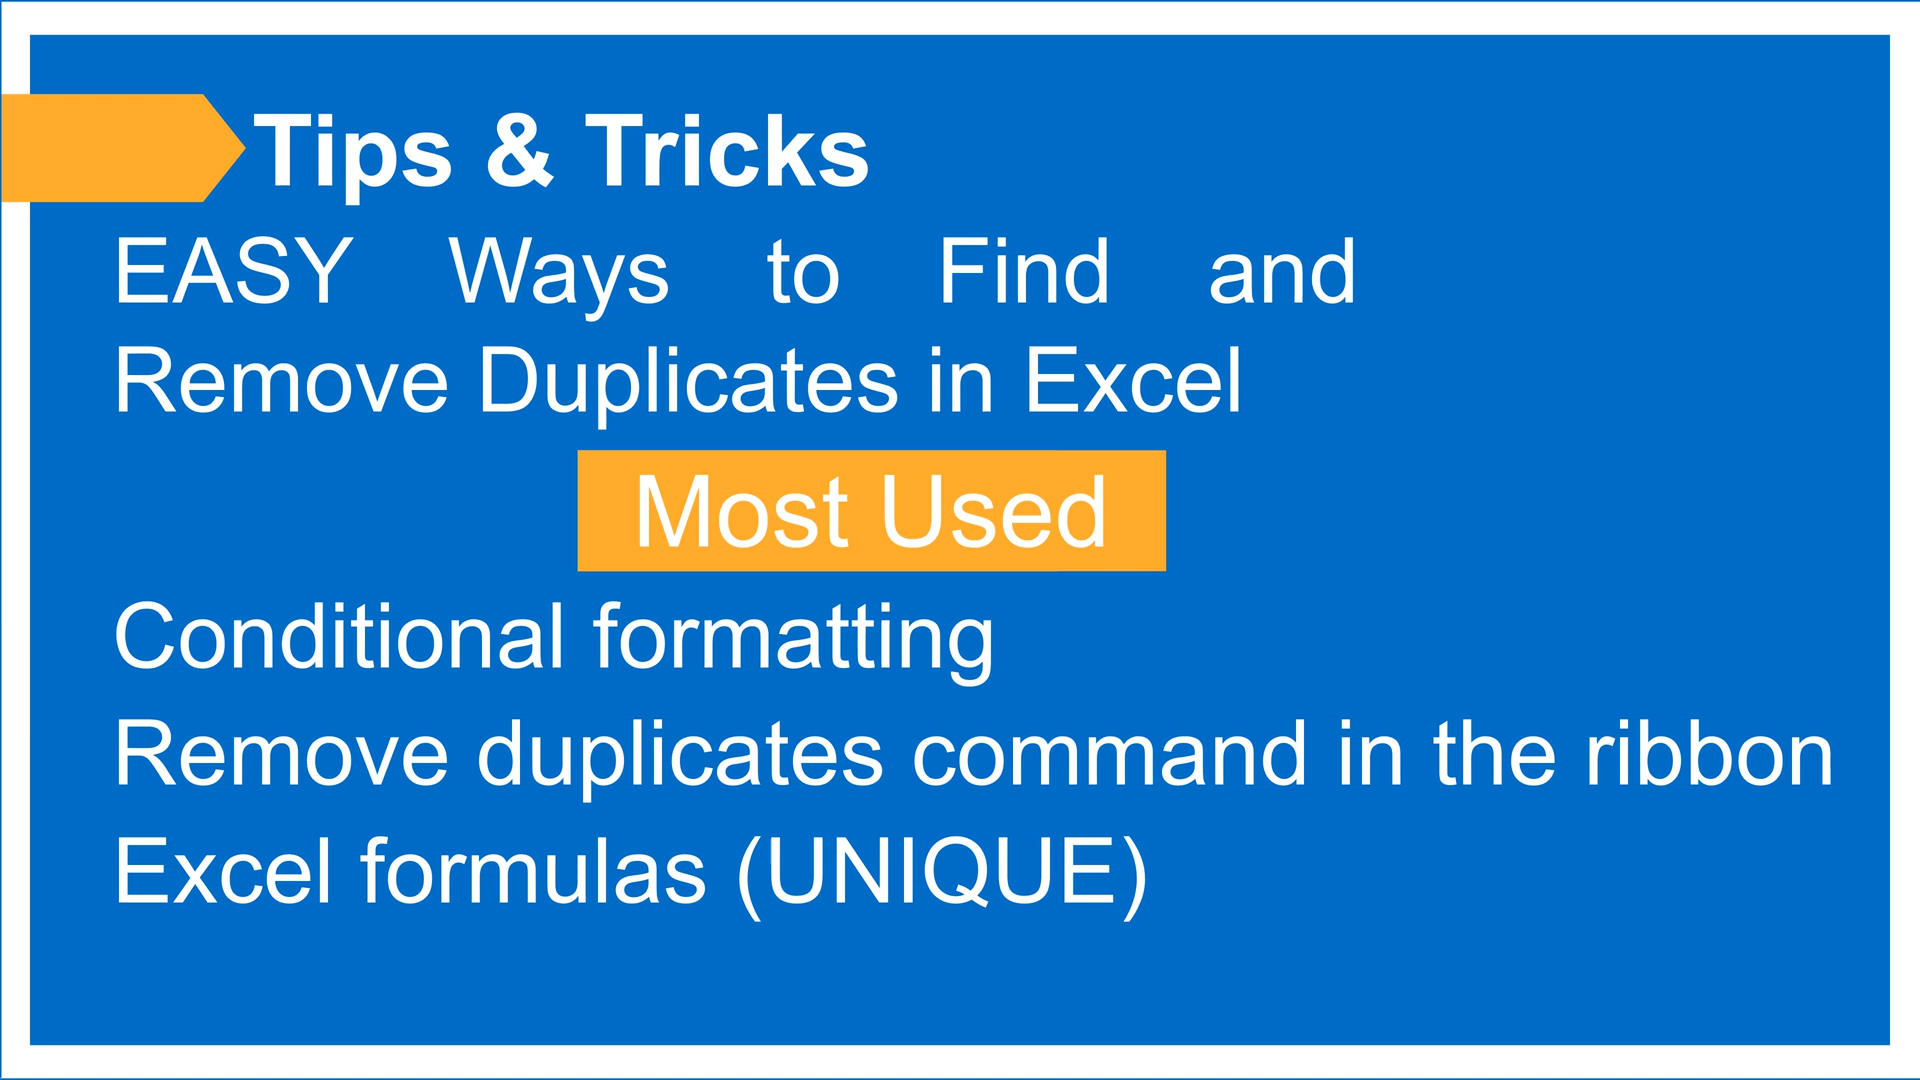 Tips & Tricks
EASY Ways to Find and
Remove Duplicates in Excel
Most Used
Conditional formatting
Remove duplicates command in the ribbon
Excel formulas (UNIQUE)